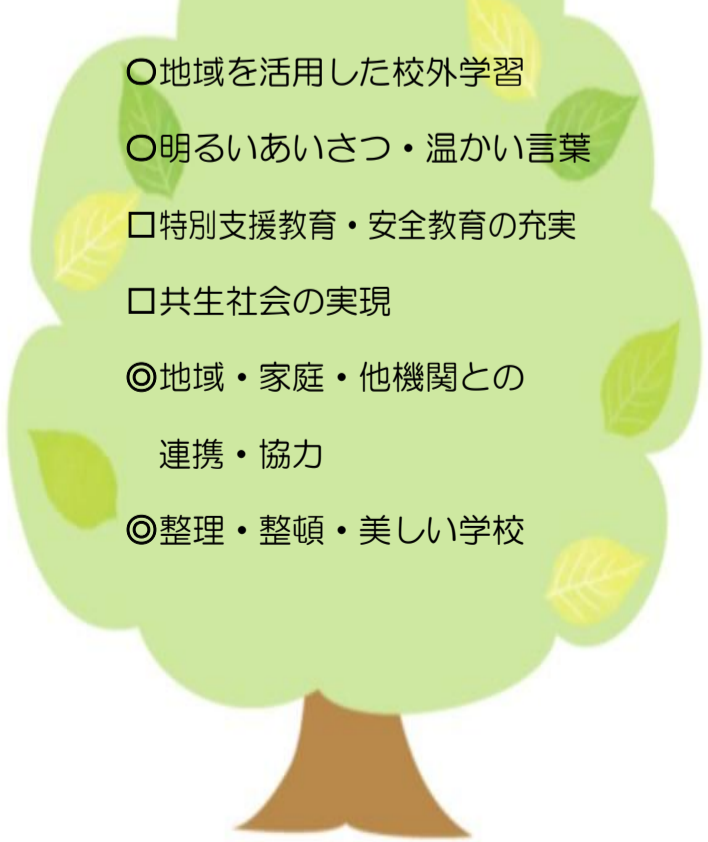 〇地域を活用した校外学習
〇明るいあいさつ・温かい言葉
□特別支援教育・安全教育の充実
□共生社会の実現
◎地域・家庭・他機関との
連携・協力
◎整理・整頓・美しい学校